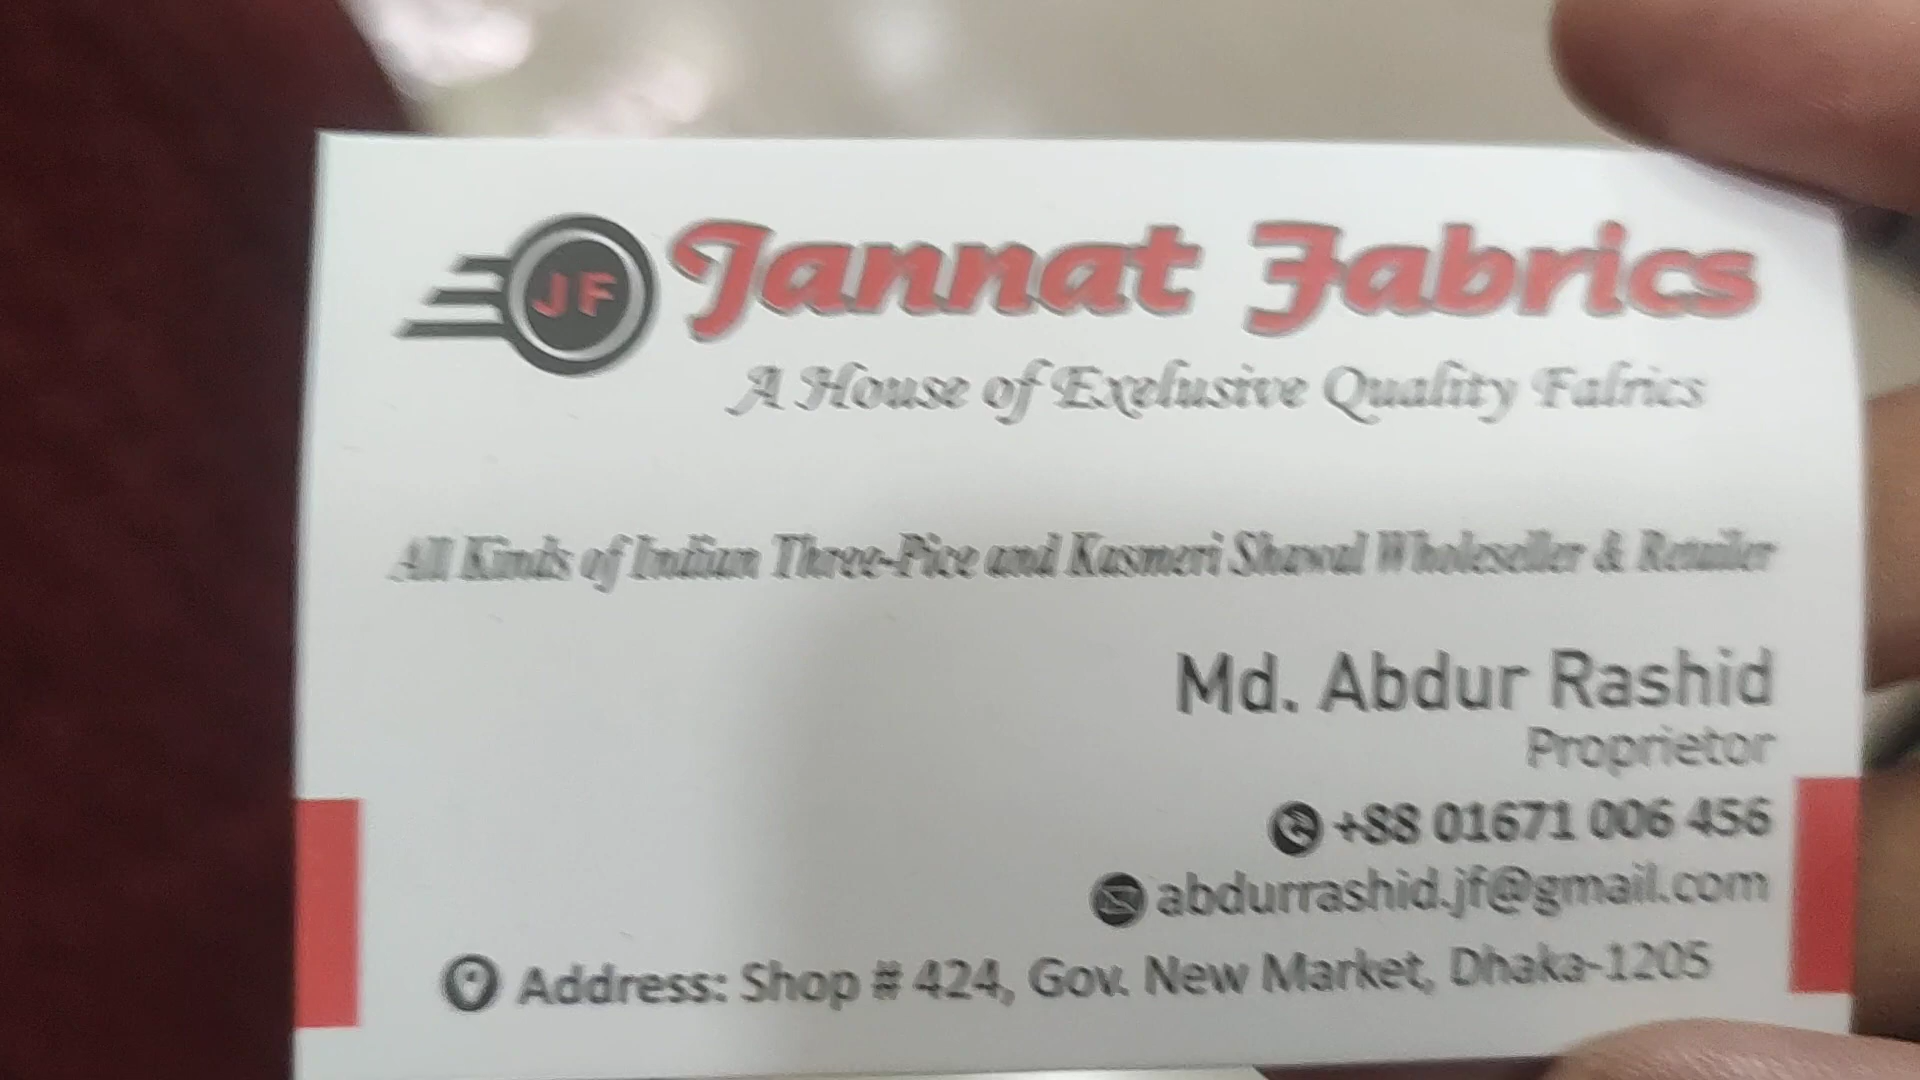 JF
Jannat Fabrics
A House of Exelusive Quality Falrics
All Kinds of Indian Three-Pice and Kasmeri Shawal Wholeseller & Retailer
Md. Abdur Rashid
Proprietor
+88 01671 006 456
abdurrashid.jf@gmail.com
Address: Shop # 424, Gov. New Market, Dhaka-1205